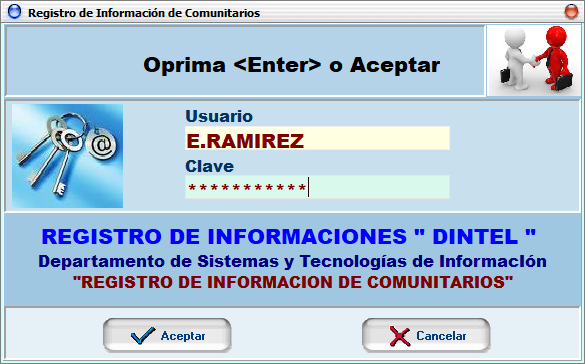 Registro de Información de Comunitarios
Oprima <Enter> o Aceptar
@
Usuario
E.RAMIREZ
Clave
***********
REGISTRO DE INFORMACIONES " DINTEL "
Departamento de Sistemas y Tecnologías de InformacIón
"REGISTRO DE INFORMACION DE COMUNITARIOS"
Aceptar
Cancelar